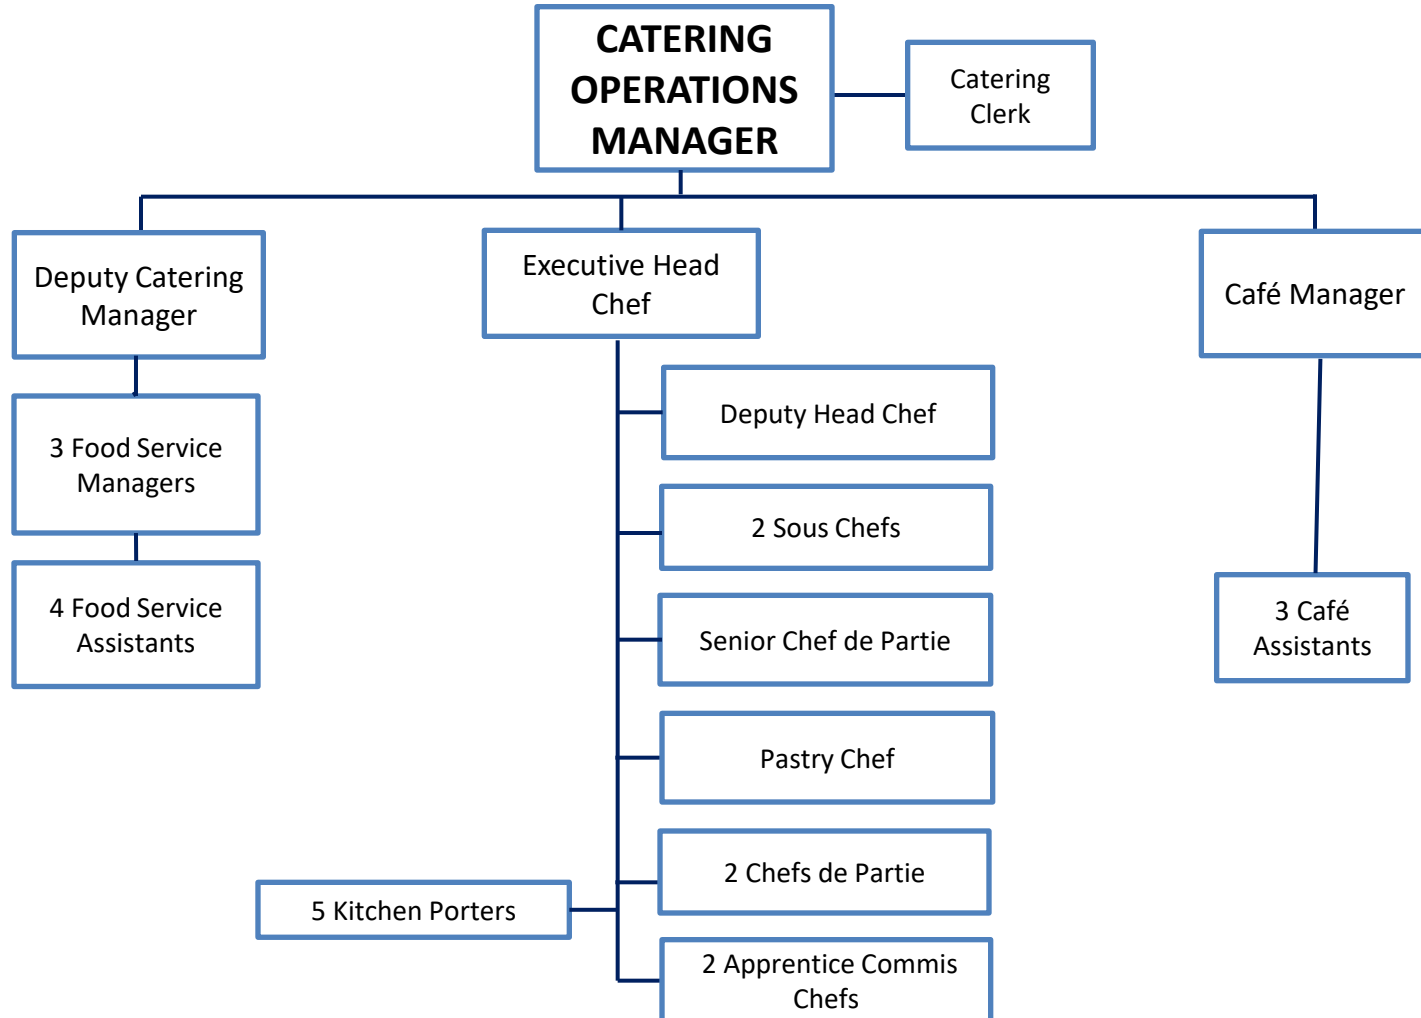 CATERING
OPERATIONS
MANAGER
Catering
Clerk
Deputy Catering
Manager
Executive Head
Chef
Café Manager
3 Food Service
Managers
4 Food Service
Assistants
Deputy Head Chef
2 Sous Chefs
Senior Chef de Partie
Pastry Chef
2 Chefs de Partie
5 Kitchen Porters
2 Apprentice Commis
Chefs
3 Café
Assistants